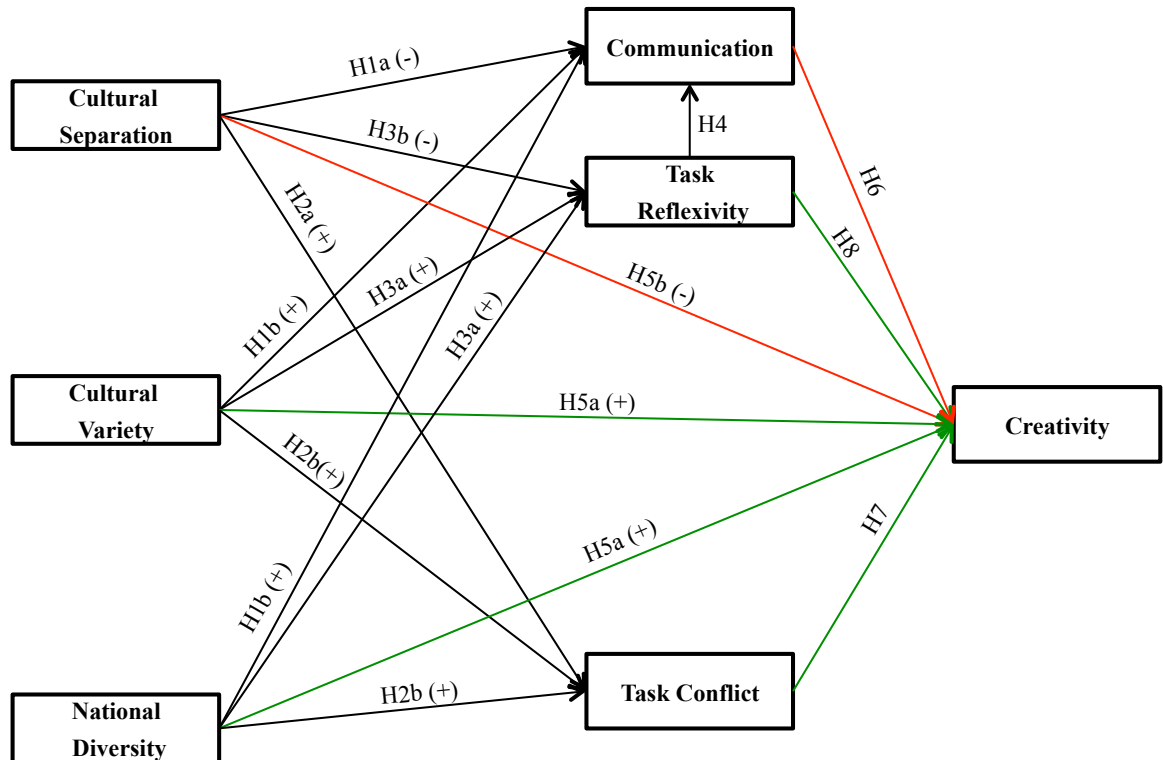 Communication
H1a (-)
Cultural
Separation
H3b (-)
H4
Task
Reflexivity
H6
H2a (+)
H8
H3a (+)
H5b (-)
H1b (+)
H3a (+)
Cultural
Variety
H5a (+)
Creativity
H2b(+)
H5a (+)
H7
H1b (+)
H2b (+)
Task Conflict
National
Diversity